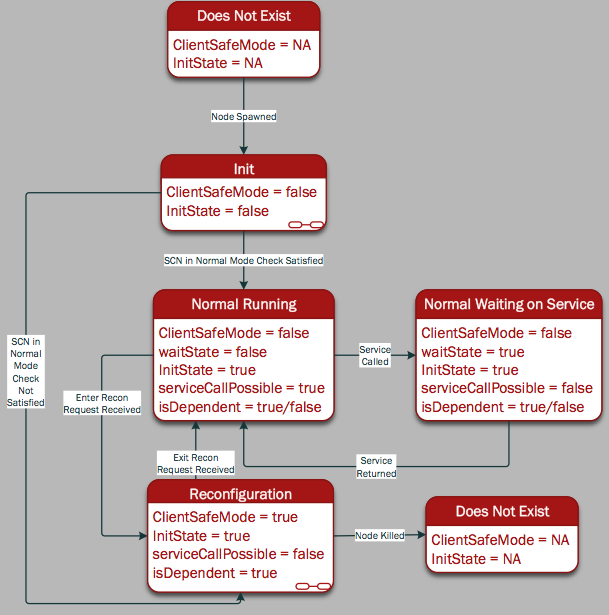 Does Not Exist
ClientSafeMode = NA
InitState = NA
Node Spawned
Init
ClientSafeMode = false
InitState = false
SCN in Normal Mode Check Satisfied
Normal Running
ClientSafeMode = false
waitState = false
InitState = true
serviceCallPossible = true
isDependent = true/false
Service
Called
Normal Waiting on Service
ClientSafeMode = false
waitState = true
InitState = true
serviceCallPossible = false
isDependent = true/false
SCN in
Normal
Mode
Check
Not
Satisfied
Enter Recon
Request Received
Exit Recon
Request Received
Service
Returned
Reconfiguration
ClientSafeMode = true
InitState = true
serviceCallPossible = false
isDependent = true
Node Killed
Does Not Exist
ClientSafeMode = NA
InitState = NA